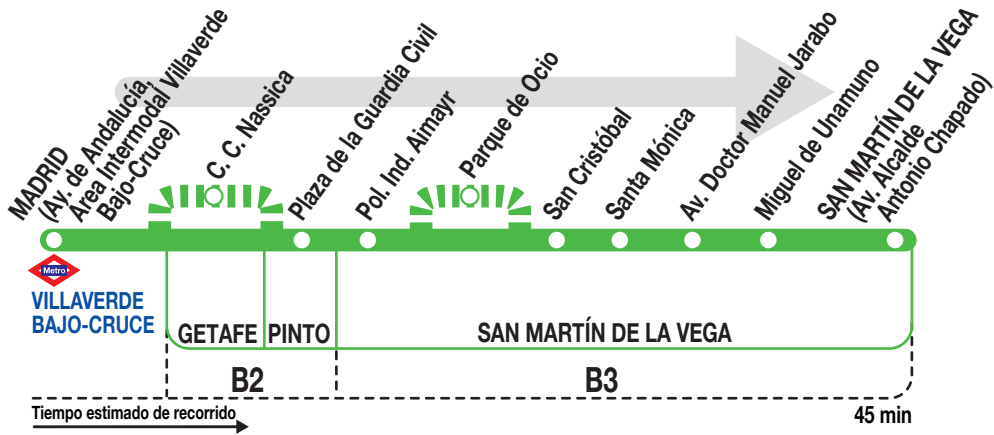 MADRID
(Av. de Andalucía,
Área Intermodal Villaverde
Bajo-Cruce)
C. C. Nassica
Plaza de la Guardia Civil
Pol. Ind. Aimayr
Parque de Ocio
San Cristóbal
Santa Mónica
Av. Doctor Manuel Jarabo
Miguel de Unamuno
SAN MARTÍN DE LA VEGA
(Av. Alcalde
Antonio Chapado)
Metro
VILLAVERDE
BAJO-CRUCE
GETAFE
PINTO
SAN MARTÍN DE LA VEGA
B2
B3
Tiempo estimado de recorrido
45 min